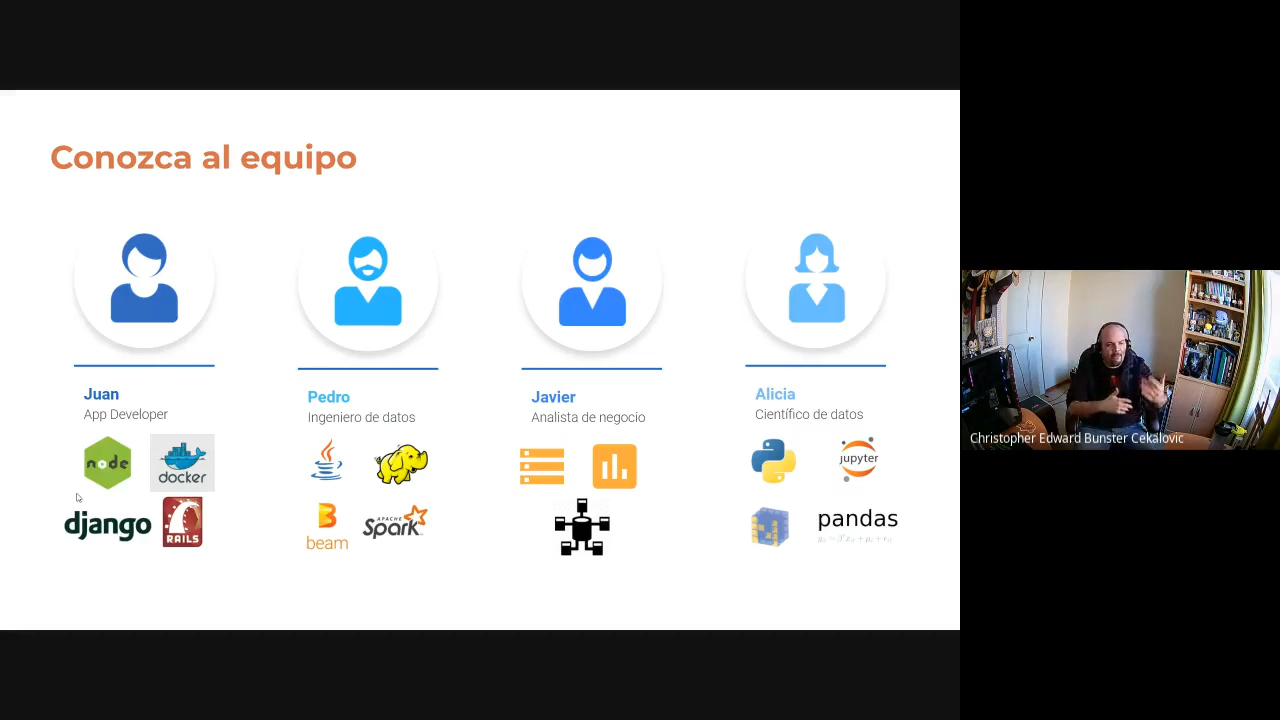 Conozca al equipo
Juan
App Developer
node
docker
django
RAILS
Pedro
Ingeniero de datos
beam
APACHE
Spark
Javier
Analista de negocio
Alicia
Científico de datos
jupyter
pandas
Christopher Edward Bunster Cekalovic